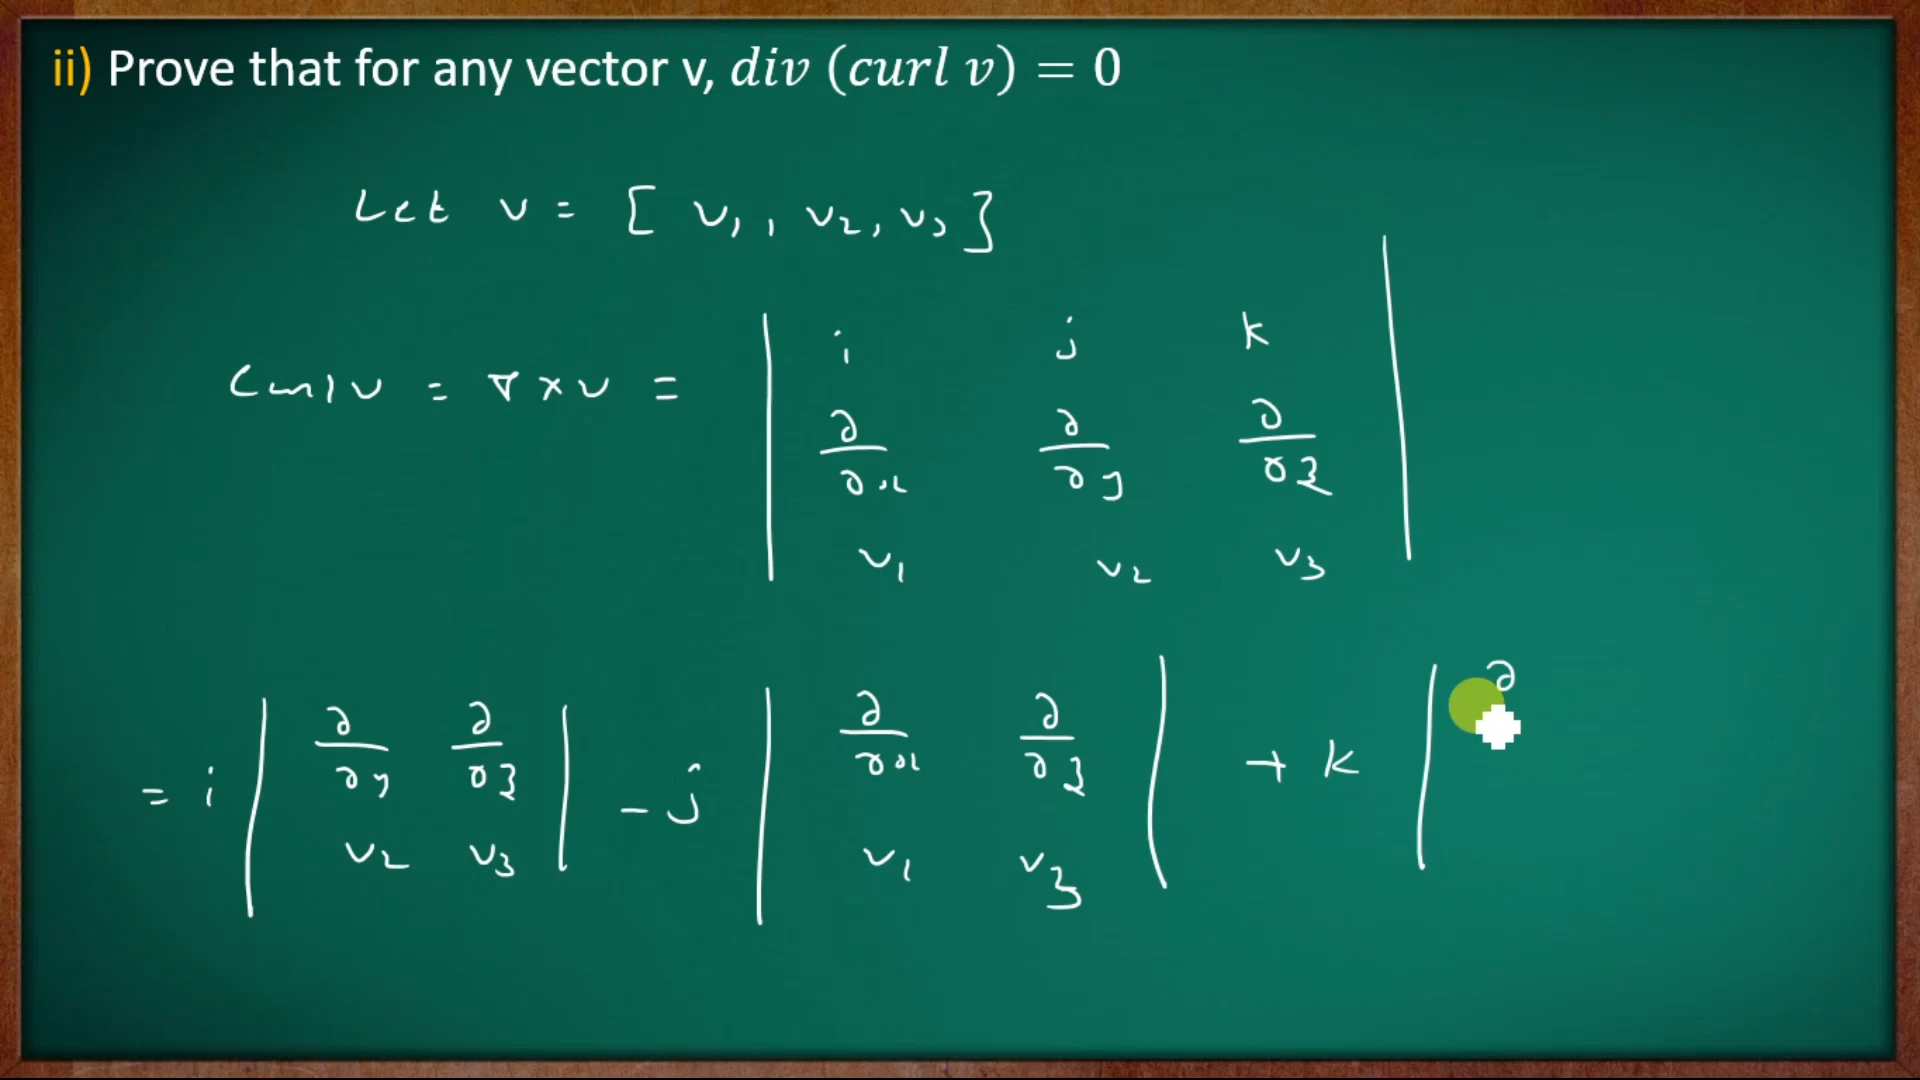 ii) Prove that for any vector v, div (curl v) = 0
Let v = [ v₁, v₂, v₃ ]
Curl v = ∇ × v = | i j k |
| ∂/∂x ∂/∂y ∂/∂z |
| v₁ v₂ v₃ |
= i | ∂/∂y ∂/∂z | - j | ∂/∂x ∂/∂z | + k | ∂
| v₂ v₃ | | v₁ v₃ |